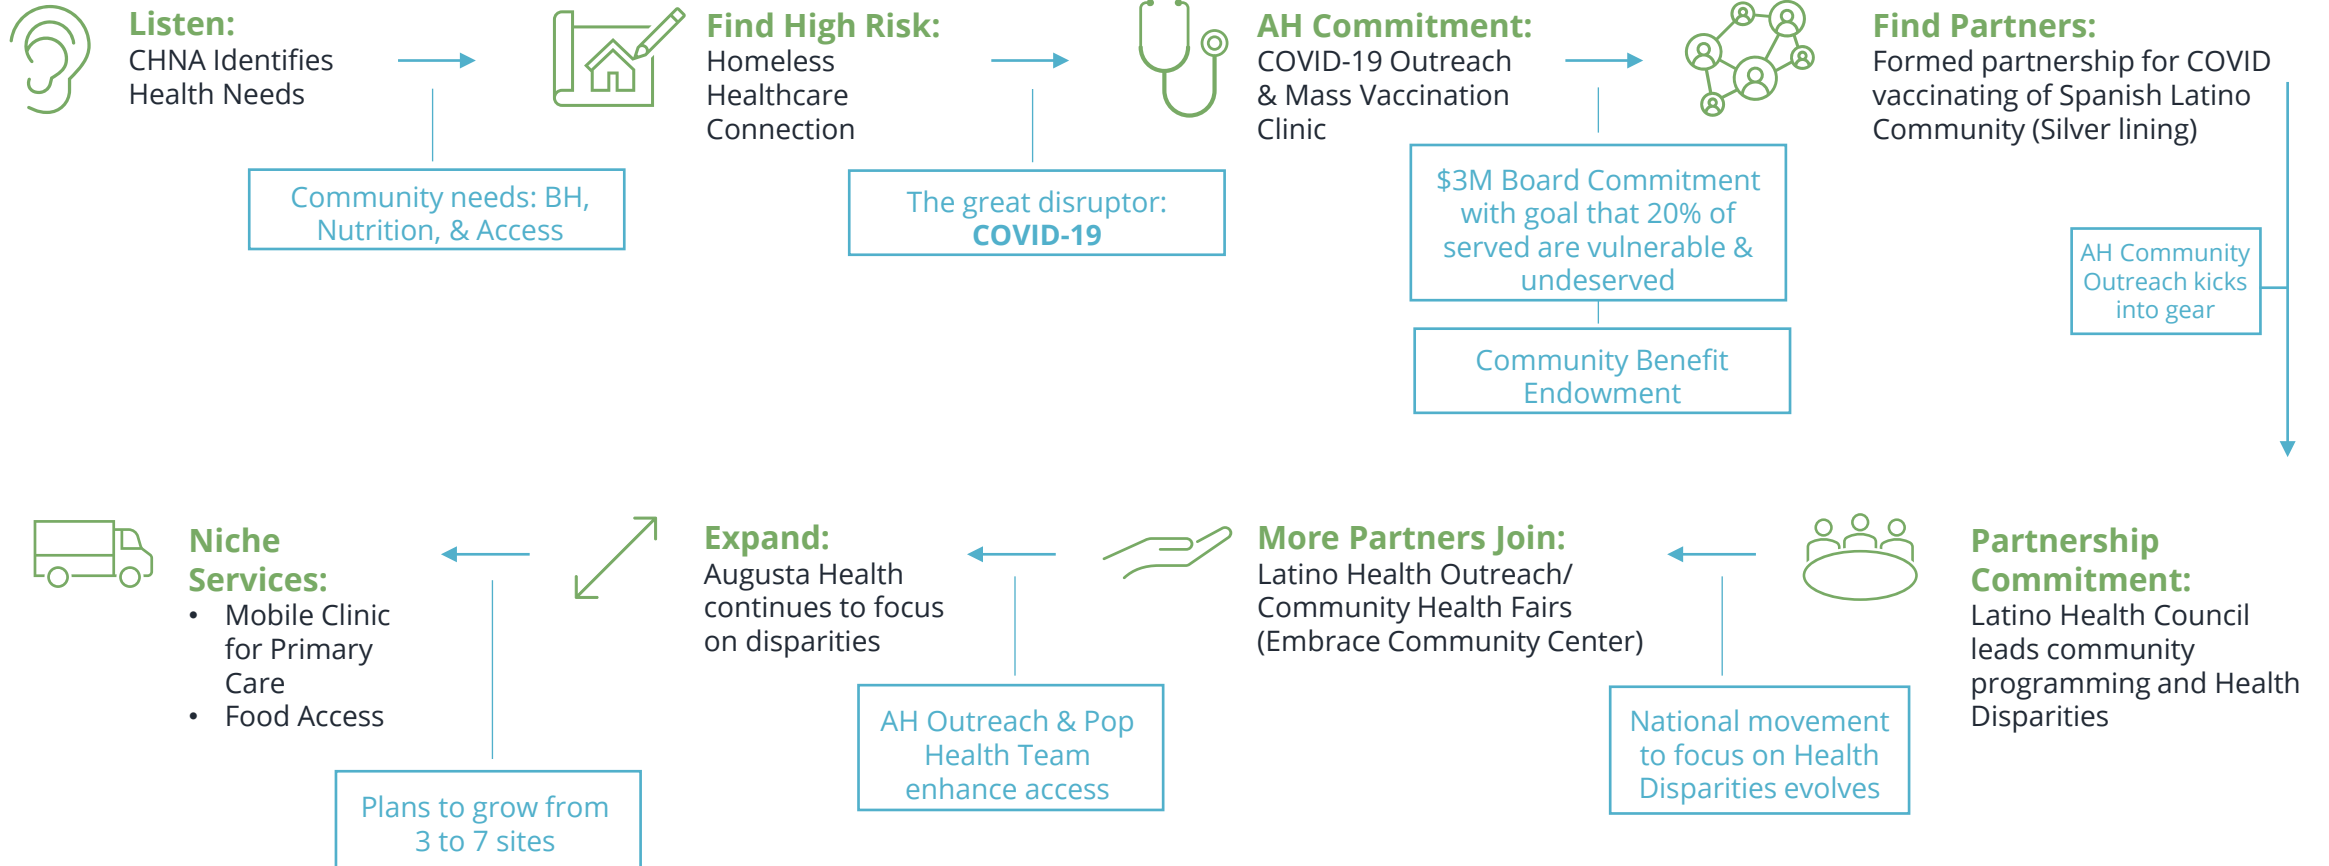 Listen:
CHNA Identifies
Health Needs
Community needs: BH,
Nutrition, & Access
Find High Risk:
Homeless
Healthcare
Connection
The great disruptor:
COVID-19
AH Commitment:
COVID-19 Outreach
& Mass Vaccination
Clinic
$3M Board Commitment
with goal that 20% of
served are vulnerable &
undeserved
Community Benefit
Endowment
Find Partners:
Formed partnership for COVID
vaccinating of Spanish Latino
Community (Silver lining)
AH Community
Outreach kicks
into gear
Partnership
Commitment:
Latino Health Council
leads community
programming and Health
Disparities
National movement
to focus on Health
Disparities evolves
More Partners Join:
Latino Health Outreach/
Community Health Fairs
(Embrace Community Center)
AH Outreach & Pop
Health Team
enhance access
Expand:
Augusta Health
continues to focus
on disparities
Plans to grow from
3 to 7 sites
Niche
Services:
• Mobile Clinic
for Primary
Care
• Food Access